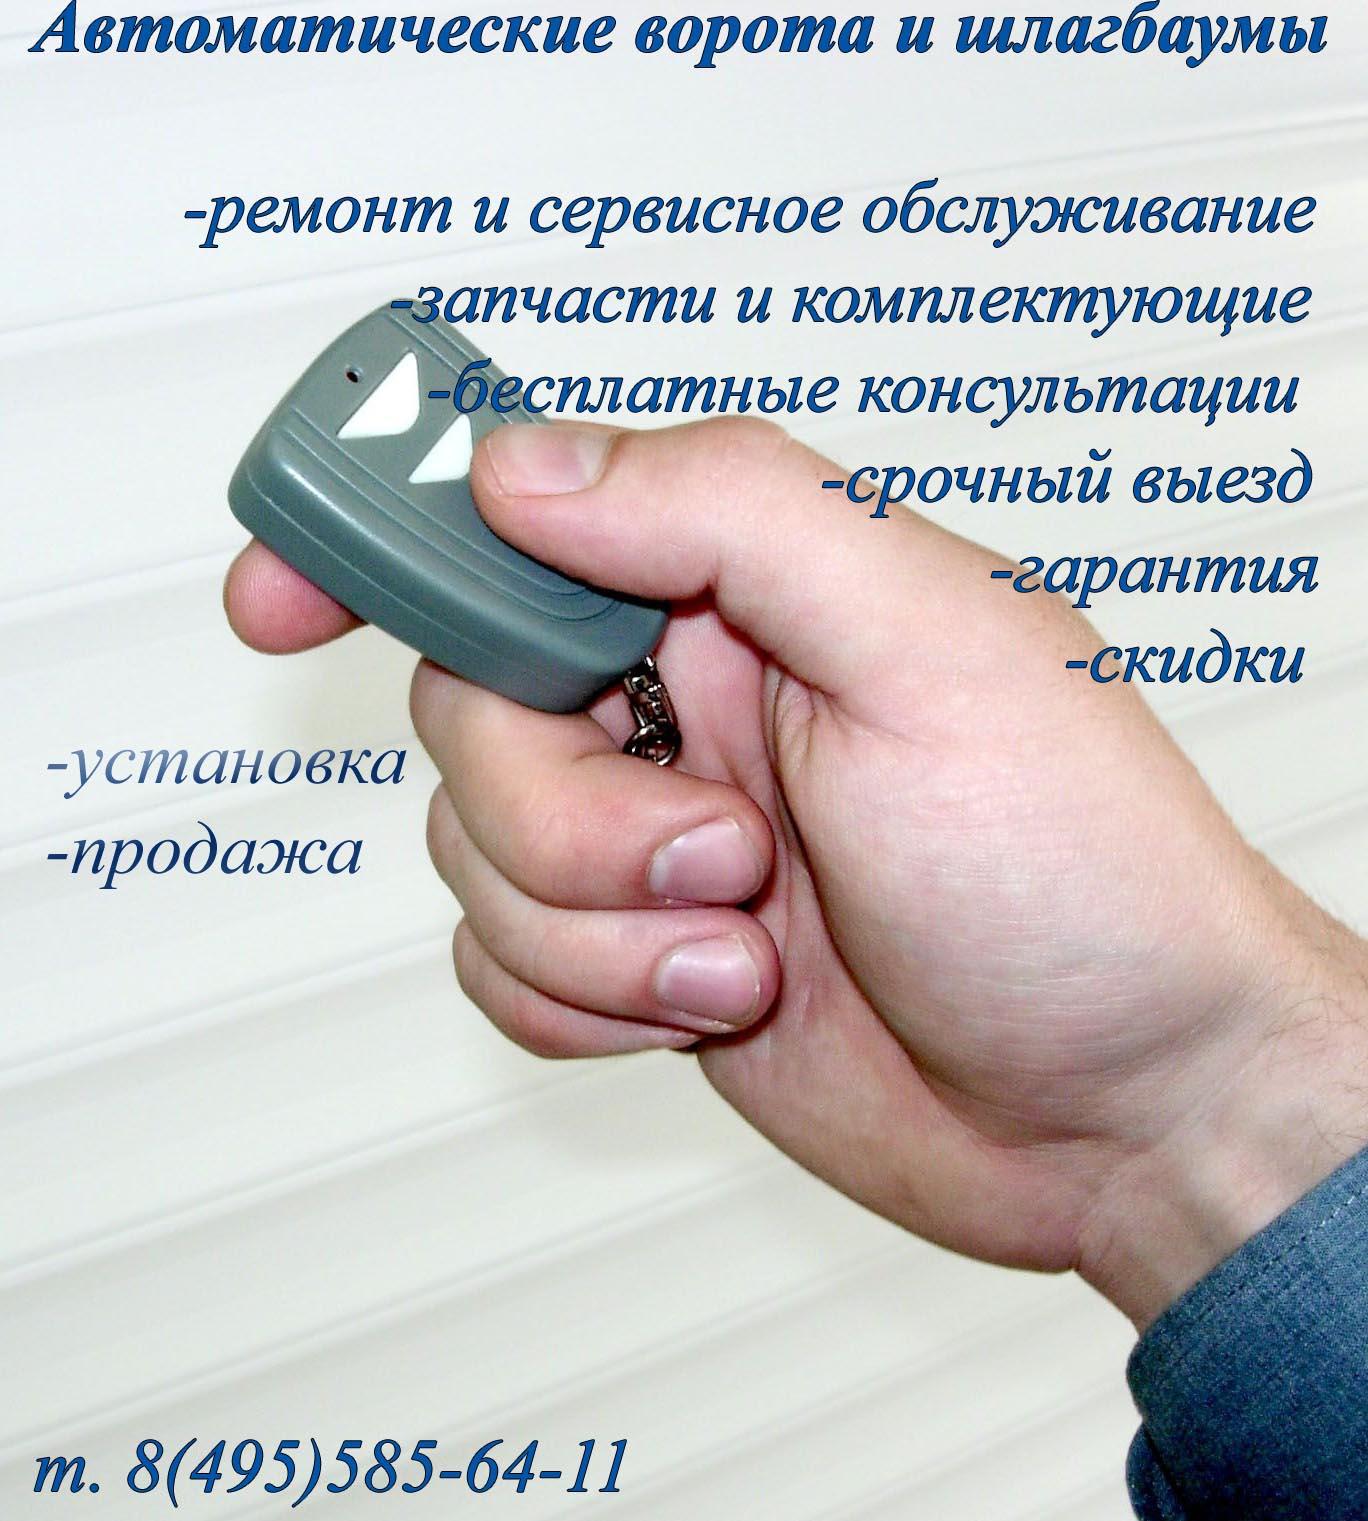 Автоматические ворота и шлагбаумы
-ремонт и сервисное обслуживание
-запчасти и комплектующие
-бесплатные консультации
-срочный выезд
-гарантия
-скидки
-установка
-продажа
т. 8(495)585-64-11